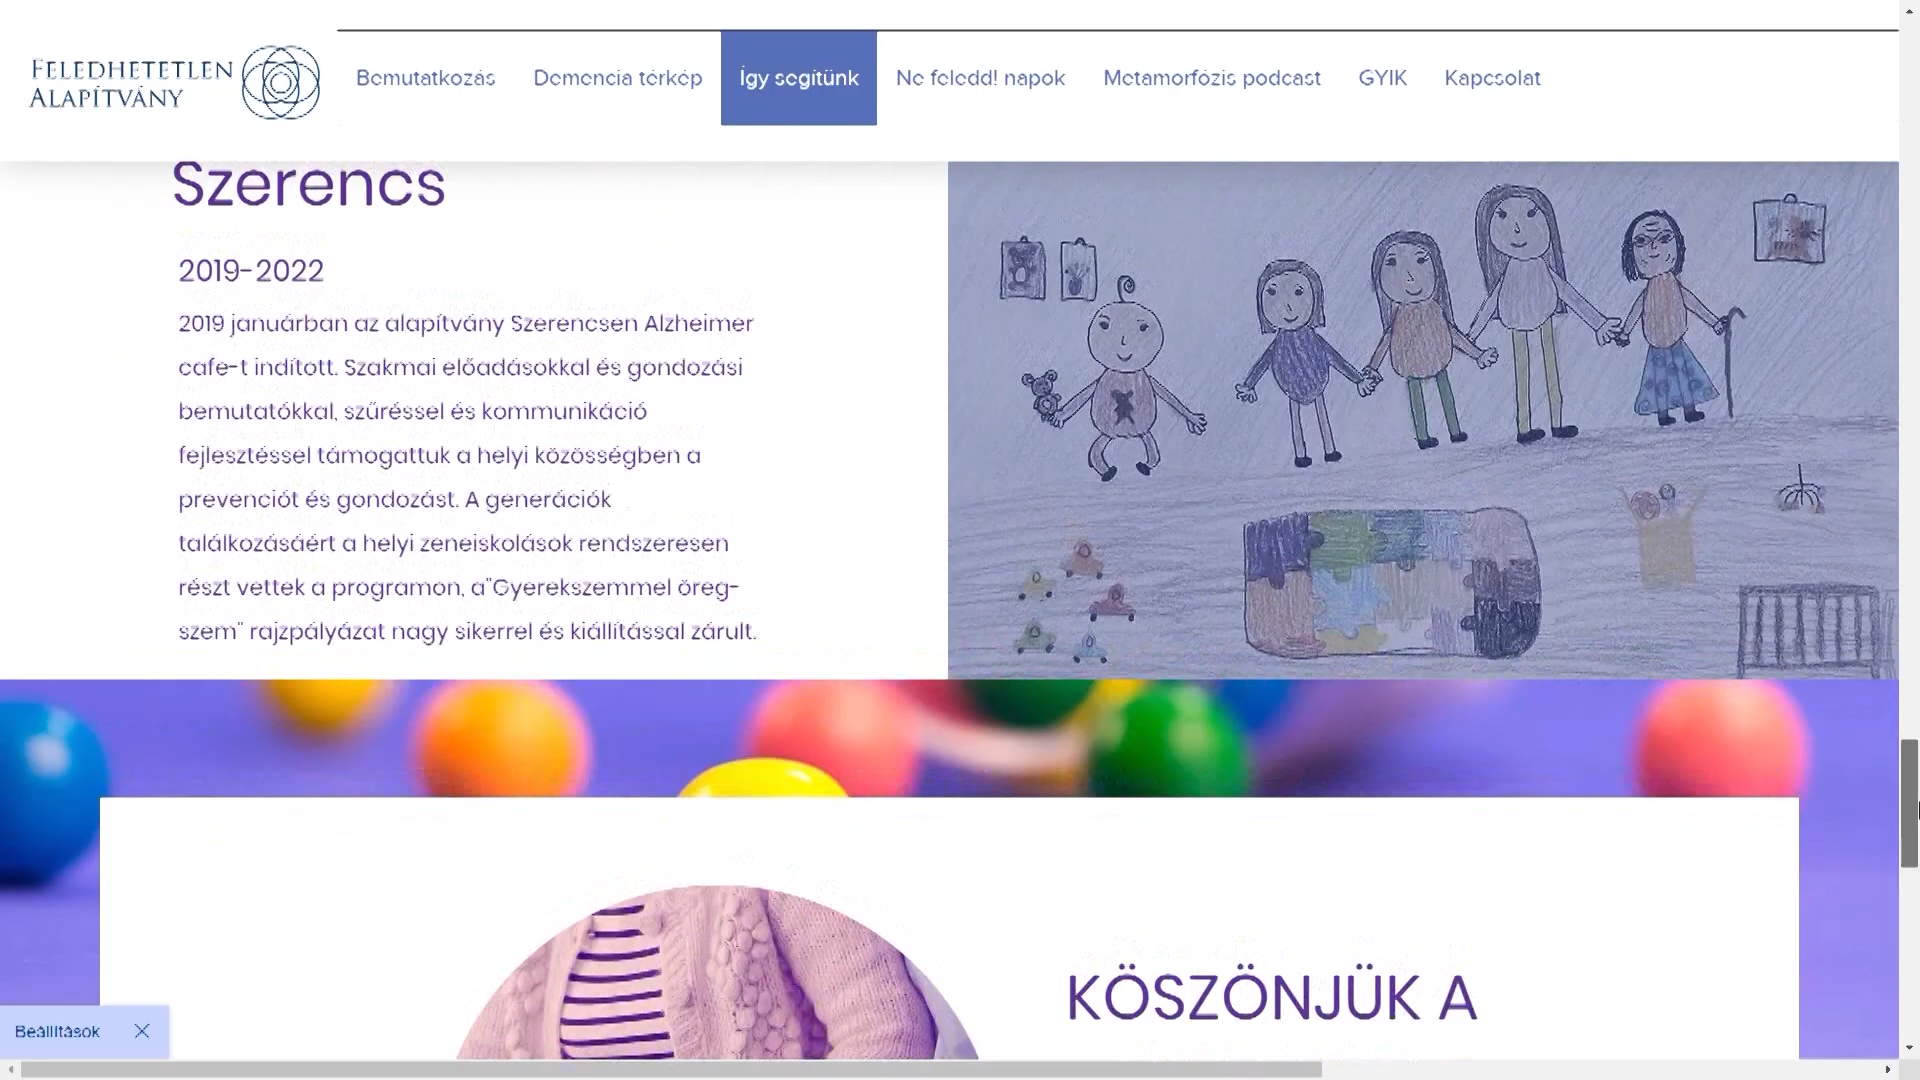 FELEDHETETLEN
ALAPÍTVÁNY
Bemutatkozás
Demencia térkép
Így segítünk
Ne feledd! napok
Metamorfózis podcast
GYIK
Kapcsolat
Szerencs
2019-2022
2019 januárban az alapítvány Szerencsen Alzheimer
cafe-t indított. Szakmai előadásokkal és gondozási
bemutatókkal, szűréssel és kommunikáció
fejlesztéssel támogattuk a helyi közösségben a
prevenciót és gondozást. A generációk
találkozásáért a helyi zeneiskolások rendszeresen
részt vettek a programon, a"Gyerekszemmel öreg-
szem" rajzpályázat nagy sikerrel és kiállítással zárult.
KÖSZÖNJÜK A
Beállítások